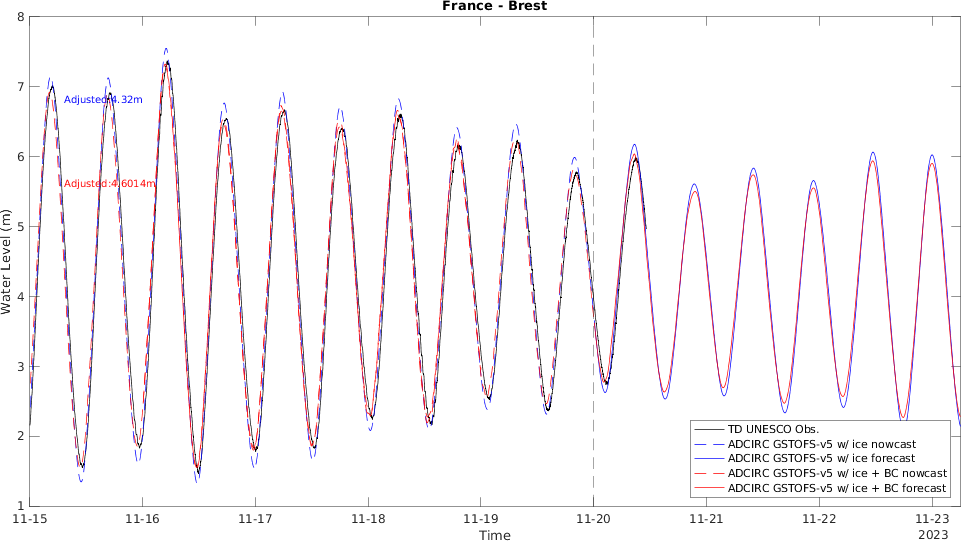 France - Brest
8
7
6
5
4
3
2
1
Water Level (m)
Adjusted:4.32m
Adjusted:4.6014m
TD UNESCO Obs.
ADCIRC GSTOFS-v5 w/ ice nowcast
ADCIRC GSTOFS-v5 w/ ice forecast
ADCIRC GSTOFS-v5 w/ ice + BC nowcast
ADCIRC GSTOFS-v5 w/ ice + BC forecast
11-15 11-16 11-17 11-18 11-19 11-20 11-21 11-22 11-23
Time
2023